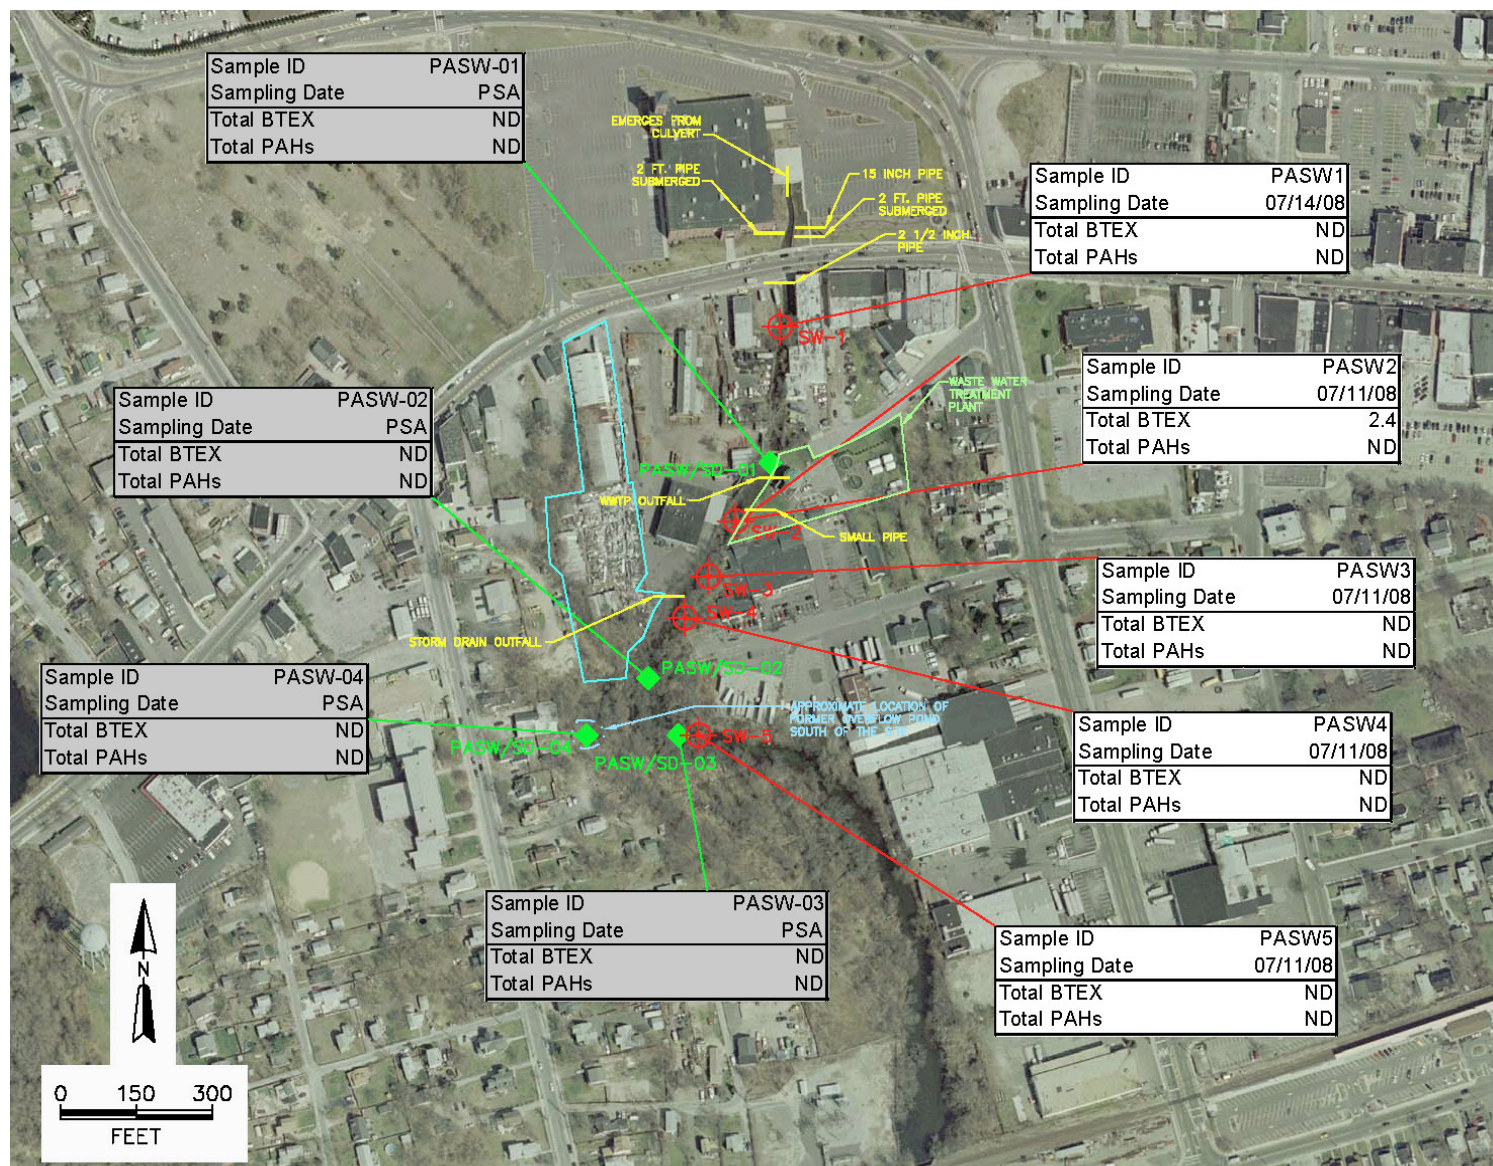 Sample ID PASW-01
Sampling Date PSA
Total BTEX ND
Total PAHs ND
EMERGES FROM
CULVERT
2 FT. PIPE
SUBMERGED
15 INCH PIPE
2 FT. PIPE
SUBMERGED
2 1/2 INCH
PIPE
Sample ID PASW1
Sampling Date 07/14/08
Total BTEX ND
Total PAHs ND
SW-1
Sample ID PASW2
Sampling Date 07/11/08
Total BTEX 2.4
Total PAHs ND
WASTE WATER
TREATMENT
PLANT
Sample ID PASW-02
Sampling Date PSA
Total BTEX ND
Total PAHs ND
PASW/SD-01
WWTP OUTFALL
SW-2
SMALL PIPE
Sample ID PASW3
Sampling Date 07/11/08
Total BTEX ND
Total PAHs ND
SW-3
SW-4
STORM DRAIN OUTFALL
PASW/SD-02
Sample ID PASW-04
Sampling Date PSA
Total BTEX ND
Total PAHs ND
APPROXIMATE LOCATION OF
FORMER OVERFLOW POND
SOUTH OF THE SITE
Sample ID PASW4
Sampling Date 07/11/08
Total BTEX ND
Total PAHs ND
PASW/SD-04
SW-5
PASW/SD-03
Sample ID PASW-03
Sampling Date PSA
Total BTEX ND
Total PAHs ND
Sample ID PASW5
Sampling Date 07/11/08
Total BTEX ND
Total PAHs ND
N
0 150 300
FEET